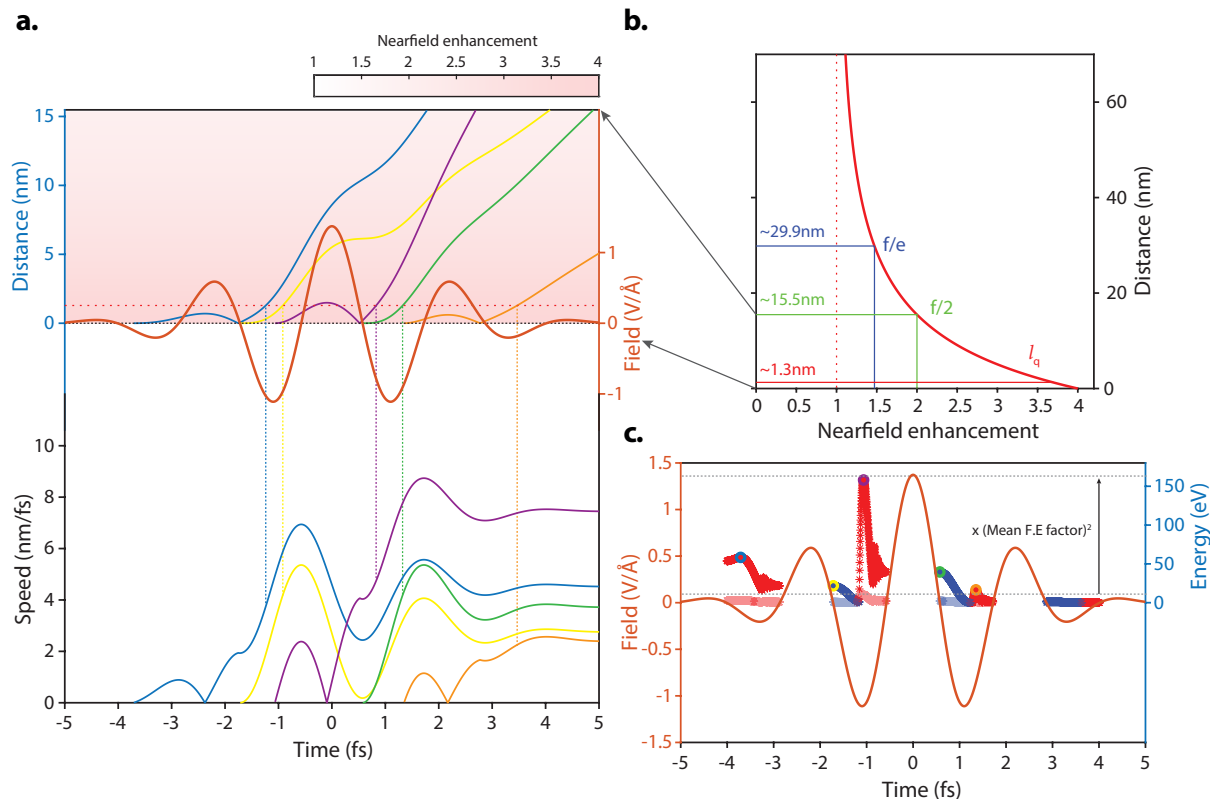 a.
Nearfield enhancement
1 1.5 2 2.5 3 3.5 4
15
10
5
0
Distance (nm)
1
0
-1
Field (V/Å)
10
8
6
4
2
0
Speed (nm/fs)
-5 -4 -3 -2 -1 0 1 2 3 4 5
Time (fs)
b.
~29.9nm
f/e
~15.5nm
f/2
~1.3nm
lq
60
40
20
0
Distance (nm)
0 0.5 1 1.5 2 2.5 3 3.5 4
Nearfield enhancement
c.
1.5
1
0.5
0
-0.5
-1
-1.5
Field (V/Å)
x (Mean F.E factor)²
150
100
50
0
Energy (eV)
-5 -4 -3 -2 -1 0 1 2 3 4 5
Time (fs)